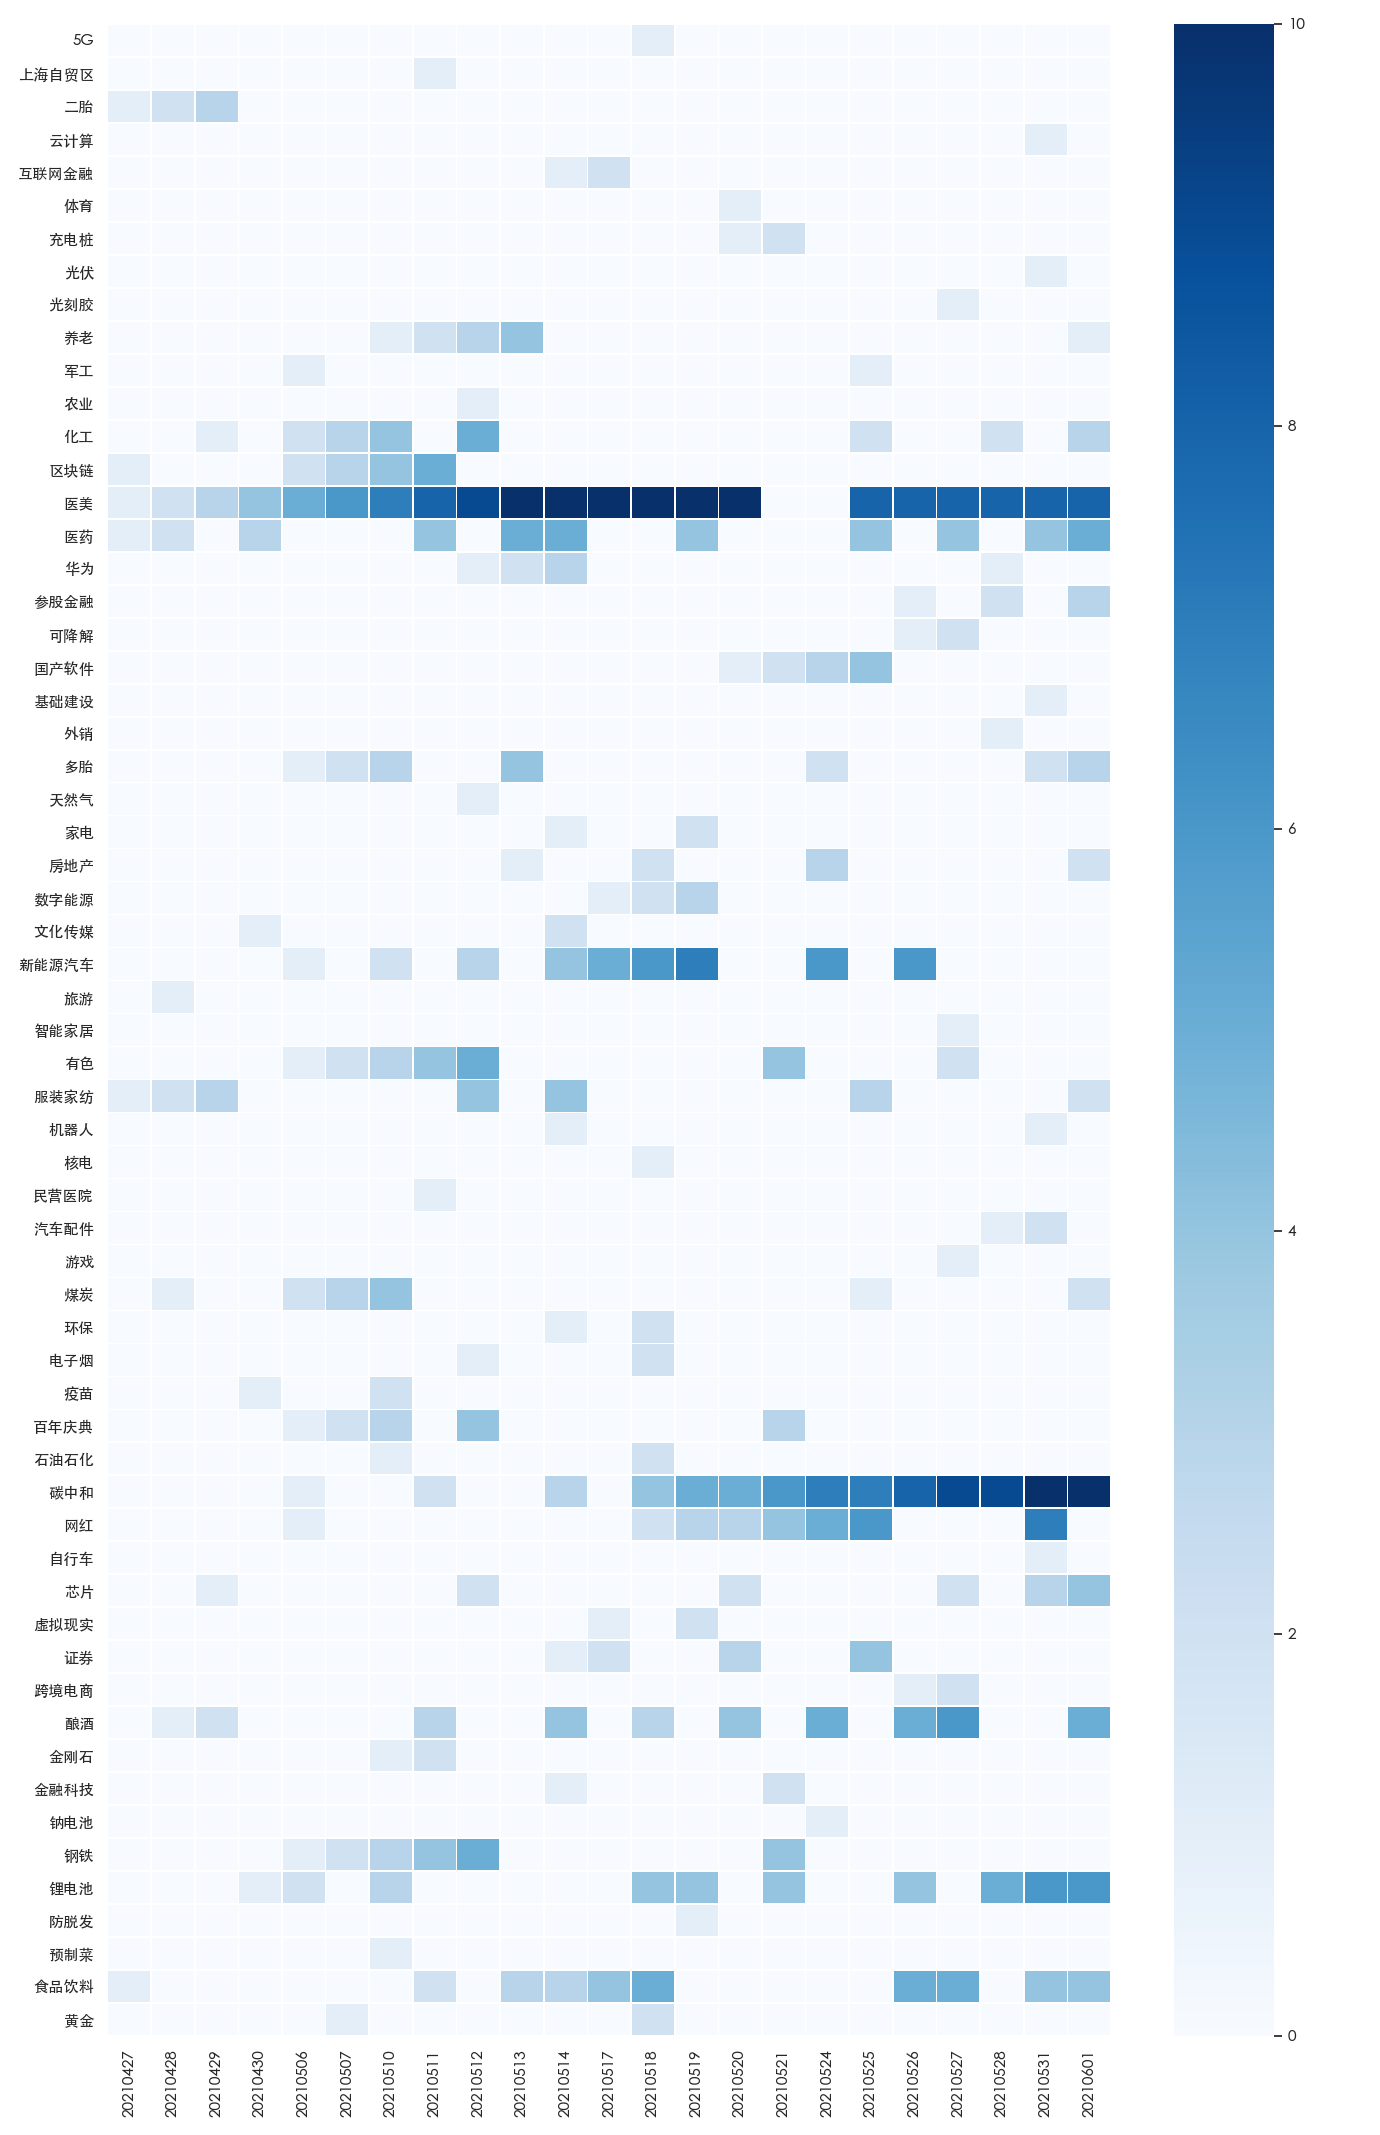 5G
上海自贸区
二胎
云计算
互联网金融
体育
充电桩
光伏
光刻胶
养老
军工
农业
化工
区块链
医美
医药
华为
参股金融
可降解
国产软件
基础建设
外销
多胎
天然气
家电
房地产
数字能源
文化传媒
新能源汽车
旅游
智能家居
有色
服装家纺
机器人
核电
民营医院
汽车配件
游戏
煤炭
环保
电子烟
疫苗
百年庆典
石油石化
碳中和
网红
自行车
芯片
虚拟现实
证券
跨境电商
酿酒
金刚石
金融科技
钠电池
钢铁
锂电池
防脱发
预制菜
食品饮料
黄金
20210427
20210428
20210429
20210430
20210506
20210507
20210510
20210511
20210512
20210513
20210514
20210517
20210518
20210519
20210520
20210521
20210524
20210525
20210526
20210527
20210528
20210531
20210601
10
8
6
4
2
0